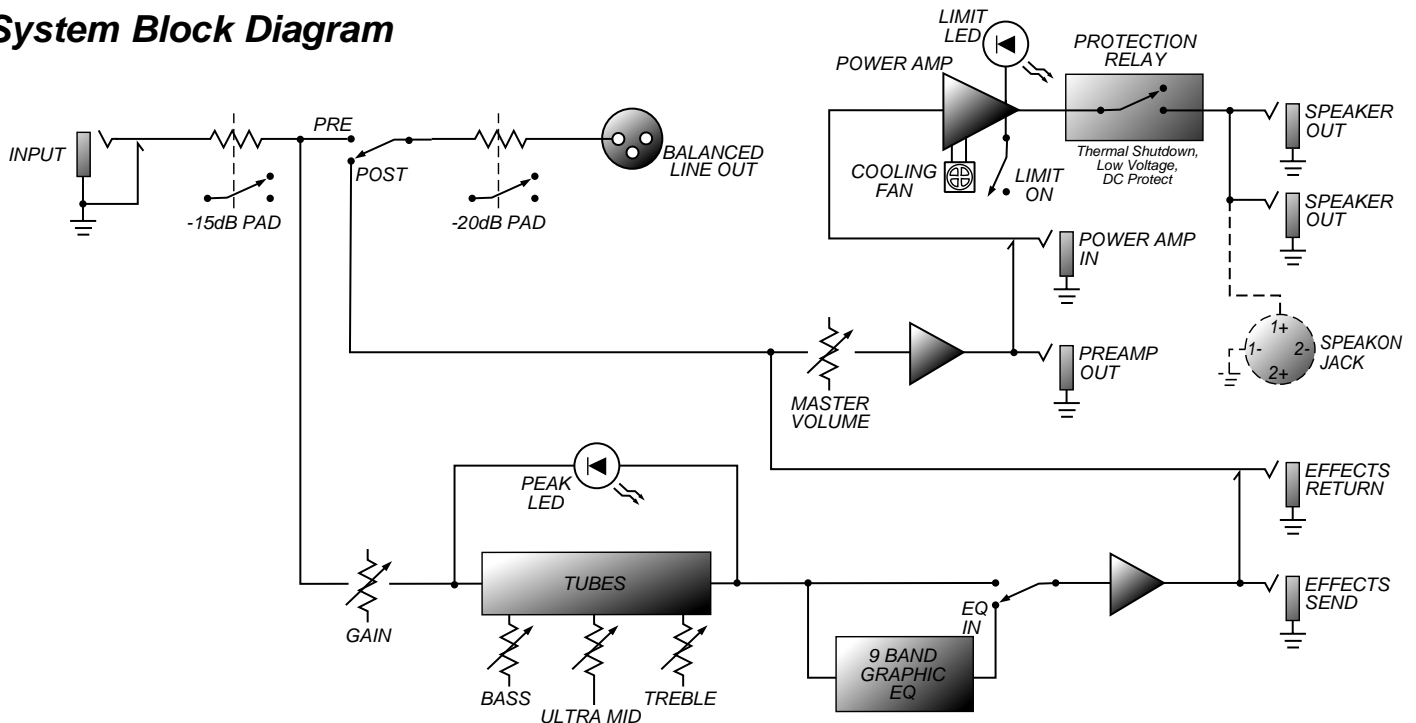 System Block Diagram
LIMIT
LED
POWER AMP
PROTECTION
RELAY
SPEAKER
OUT
INPUT
PRE
POST
BALANCED
LINE OUT
-15dB PAD
-20dB PAD
COOLING
FAN
LIMIT
ON
Thermal Shutdown,
Low Voltage,
DC Protect
SPEAKER
OUT
POWER AMP
IN
1+
1-
2-
2+
SPEAKON
JACK
MASTER
VOLUME
PREAMP
OUT
PEAK
LED
EFFECTS
RETURN
GAIN
TUBES
BASS
ULTRA MID
TREBLE
EQ
IN
9 BAND
GRAPHIC
EQ
EFFECTS
SEND